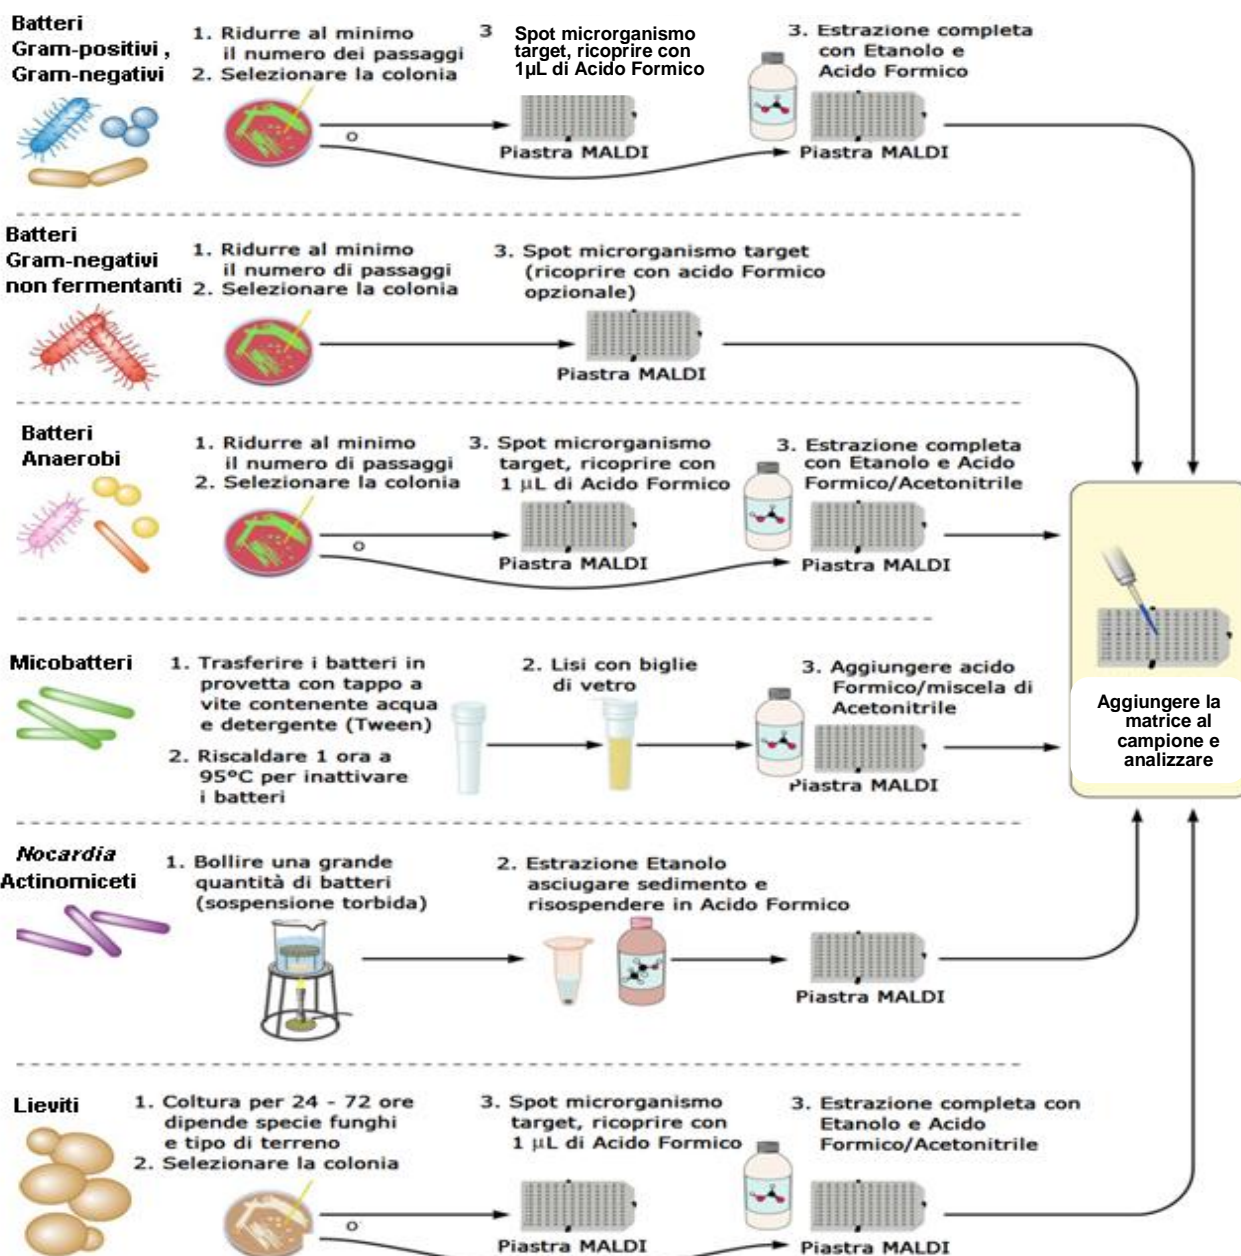 Batteri
Gram-positivi ,
Gram-negativi
1. Ridurre al minimo
il numero dei passaggi
2. Selezionare la colonia
o
3
Spot microrganismo
target, ricoprire con
1µL di Acido Formico
Piastra MALDI
3. Estrazione completa
con Etanolo e
Acido Formico
Piastra MALDI
Batteri
Gram-negativi
non fermentanti
1. Ridurre al minimo
il numero di passaggi
2. Selezionare la colonia
3. Spot microrganismo target
(ricoprire con acido Formico
opzionale)
Piastra MALDI
Batteri
Anaerobi
1. Ridurre al minimo
il numero di passaggi
2. Selezionare la colonia
o
3. Spot microrganismo
target, ricoprire con
1 µL di Acido Formico
Piastra MALDI
3. Estrazione completa
con Etanolo e Acido
Formico/Acetonitrile
Piastra MALDI
Micobatteri
1. Trasferire i batteri in
provetta con tappo a
vite contenente acqua
e detergente (Tween)
2. Riscaldare 1 ora a
95°C per inattivare
i batteri
2. Lisi con biglie
di vetro
3. Aggiungere acido
Formico/miscela di
Acetonitrile
Piastra MALDI
Aggiungere la
matrice al
campione e
analizzare
Nocardia
Actinomiceti
1. Bollire una grande
quantità di batteri
(sospensione torbida)
2. Estrazione Etanolo
asciugare sedimento e
risospendere in Acido Formico
Piastra MALDI
Lieviti
1. Coltura per 24 - 72 ore
dipende specie funghi
e tipo di terreno
2. Selezionare la colonia
o
3. Spot microrganismo
target, ricoprire con
1 µL di Acido Formico
Piastra MALDI
3. Estrazione completa con
Etanolo e Acido
Formico/Acetonitrile
Piastra MALDI